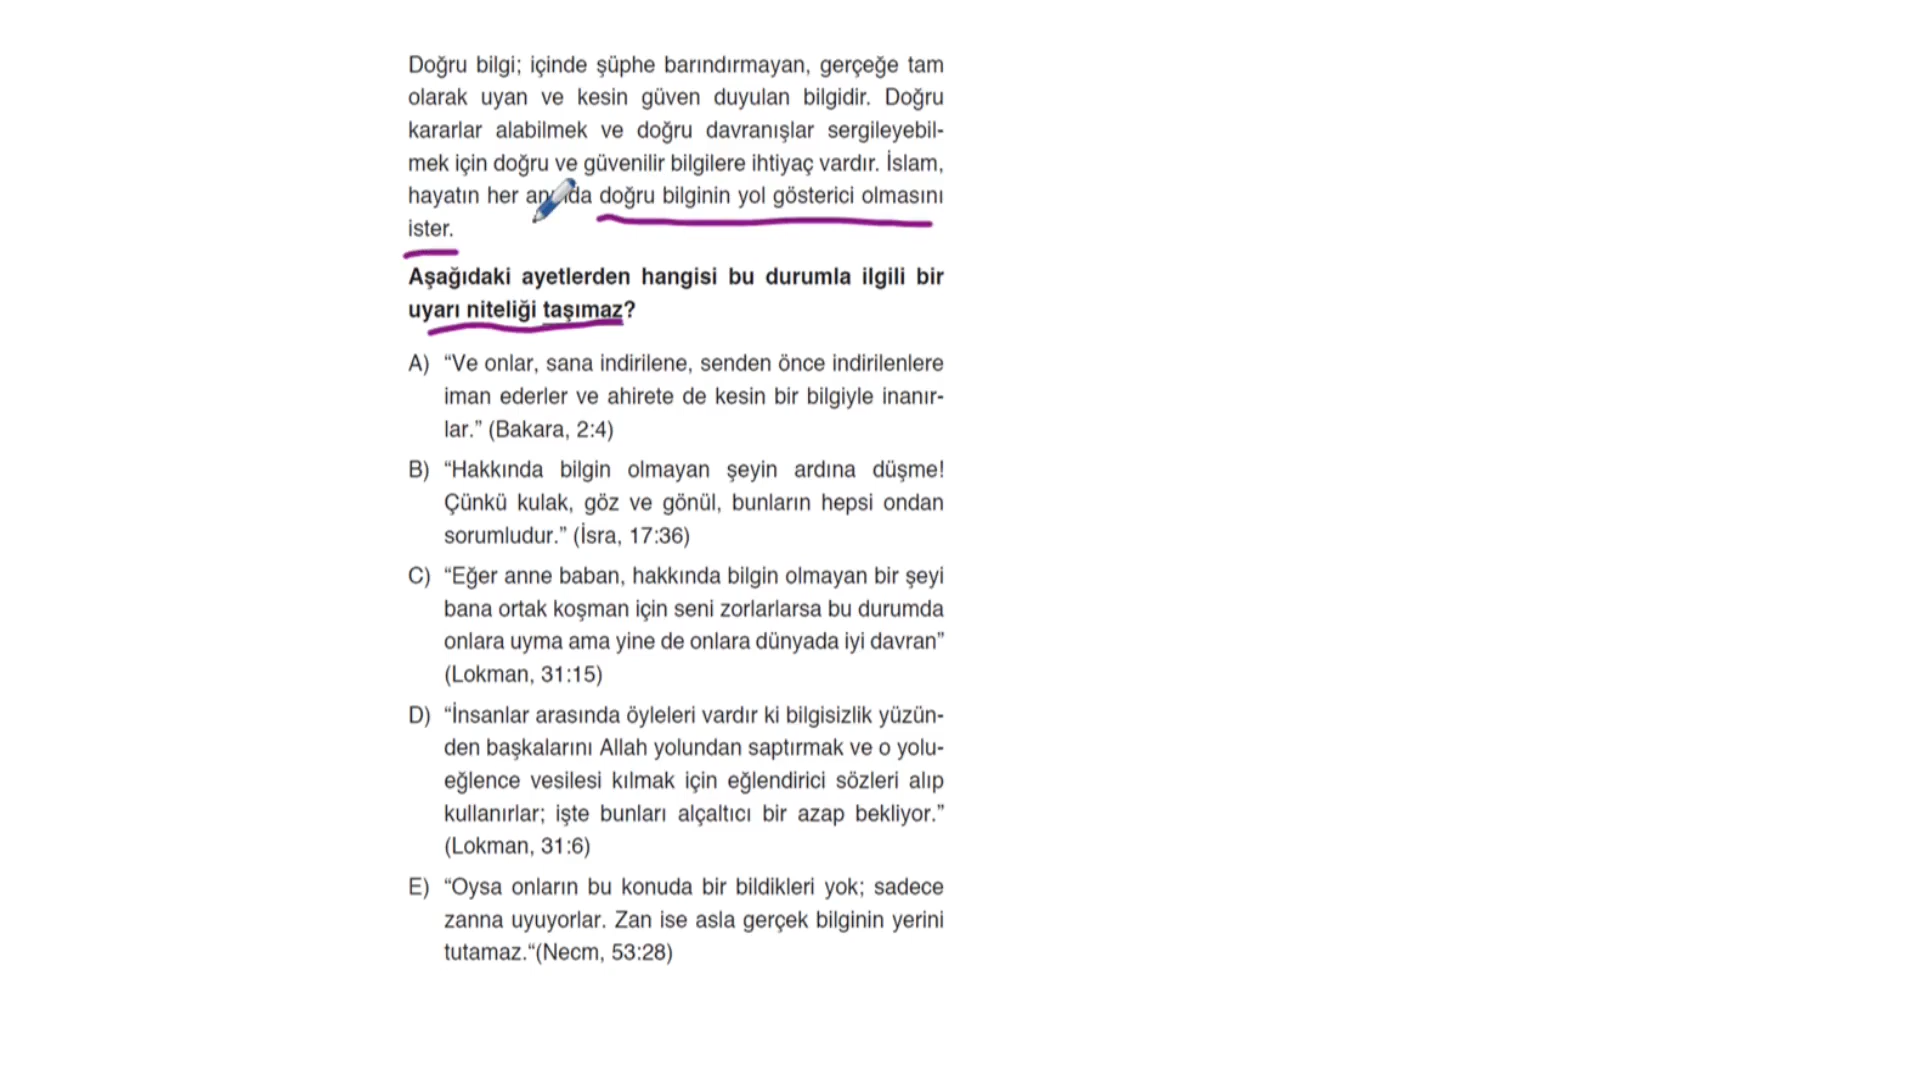 Doğru bilgi; içinde şüphe barındırmayan, gerçeğe tam
olarak uyan ve kesin güven duyulan bilgidir. Doğru
kararlar alabilmek ve doğru davranışlar sergileyebil-
mek için doğru ve güvenilir bilgilere ihtiyaç vardır. İslam,
hayatın her anında doğru bilginin yol gösterici olmasını
ister.
Aşağıdaki ayetlerden hangisi bu durumla ilgili bir
uyarı niteliği taşımaz?
A) “Ve onlar, sana indirilene, senden önce indirilenlere
iman ederler ve ahirete de kesin bir bilgiyle inanır-
lar.” (Bakara, 2:4)
B) “Hakkında bilgin olmayan şeyin ardına düşme!
Çünkü kulak, göz ve gönül, bunların hepsi ondan
sorumludur.” (İsra, 17:36)
C) “Eğer anne baban, hakkında bilgin olmayan bir şeyi
bana ortak koşman için seni zorlarlarsa bu durumda
onlara uyma ama yine de onlara dünyada iyi davran”
(Lokman, 31:15)
D) “İnsanlar arasında öyleleri vardır ki bilgisizlik yüzün-
den başkalarını Allah yolundan saptırmak ve o yolu-
eğlence vesilesi kılmak için eğlendirici sözleri alıp
kullanırlar; işte bunları alçaltıcı bir azap bekliyor.”
(Lokman, 31:6)
E) “Oysa onların bu konuda bir bildikleri yok; sadece
zanna uyuyorlar. Zan ise asla gerçek bilginin yerini
tutamaz.“(Necm, 53:28)